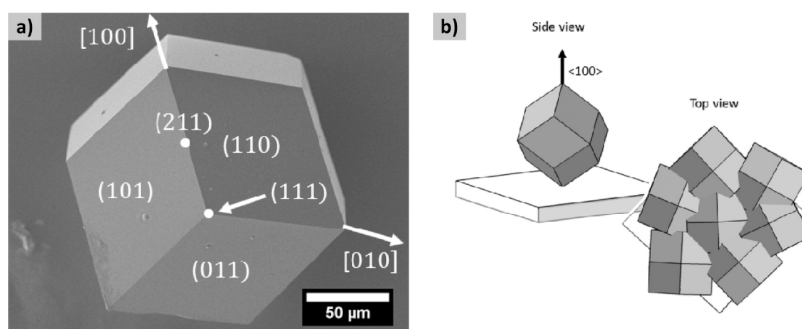 a)
[100]
(211)
(110)
(101)
(111)
(011)
[010]
50 µm
b)
Side view
<100>
Top view